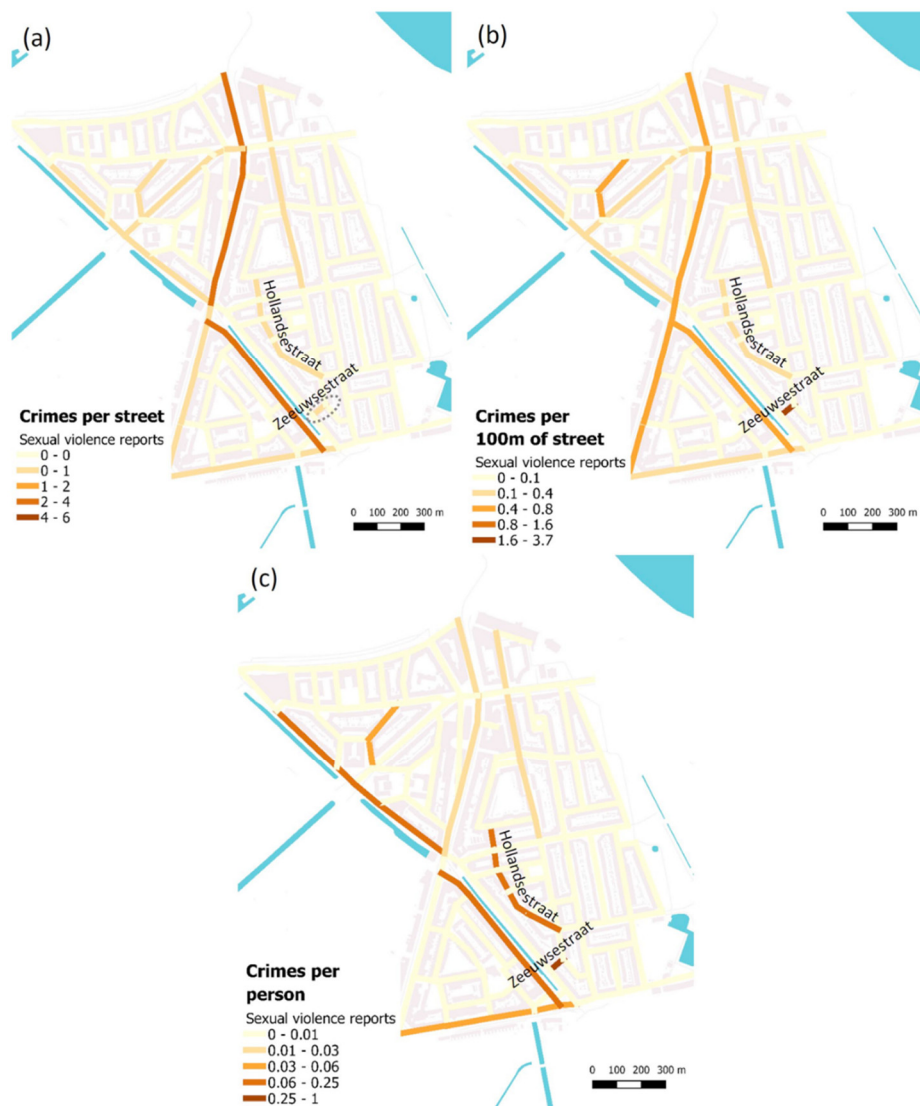 (a)
Hollandsestraat
Zeeuwsestraat
Crimes per street
Sexual violence reports
0 - 0
0 - 1
1 - 2
2 - 4
4 - 6
0 100 200 300 m
(b)
Hollandsestraat
Zeeuwsestraat
Crimes per
100m of street
Sexual violence reports
0 - 0.1
0.1 - 0.4
0.4 - 0.8
0.8 - 1.6
1.6 - 3.7
0 100 200 300 m
(c)
Hollandsestraat
Zeeuwsestraat
Crimes per
person
Sexual violence reports
0 - 0.01
0.01 - 0.03
0.03 - 0.06
0.06 - 0.25
0.25 - 1
0 100 200 300 m